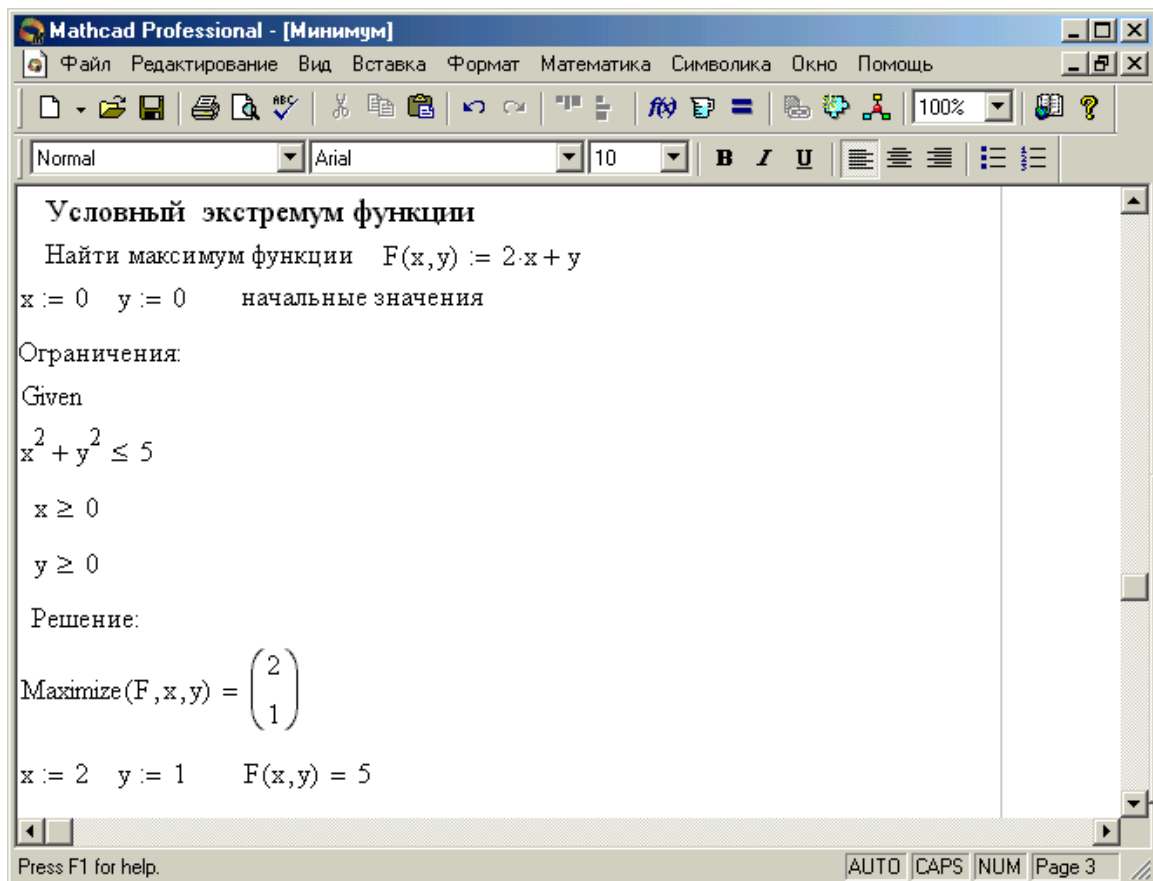 Mathcad Professional - [Минимум]
Файл Редактирование Вид Вставка Формат Математика Символика Окно Помощь
100%
Normal Arial 10 B I U
Условный экстремум функции
Найти максимум функции F(x,y) := 2·x + y
x := 0 y := 0 начальные значения
Ограничения:
Given
x² + y² ≤ 5
x ≥ 0
y ≥ 0
Решение:
Maximize(F,x,y) = (2
1)
x := 2 y := 1 F(x,y) = 5
Press F1 for help. AUTO CAPS NUM Page 3